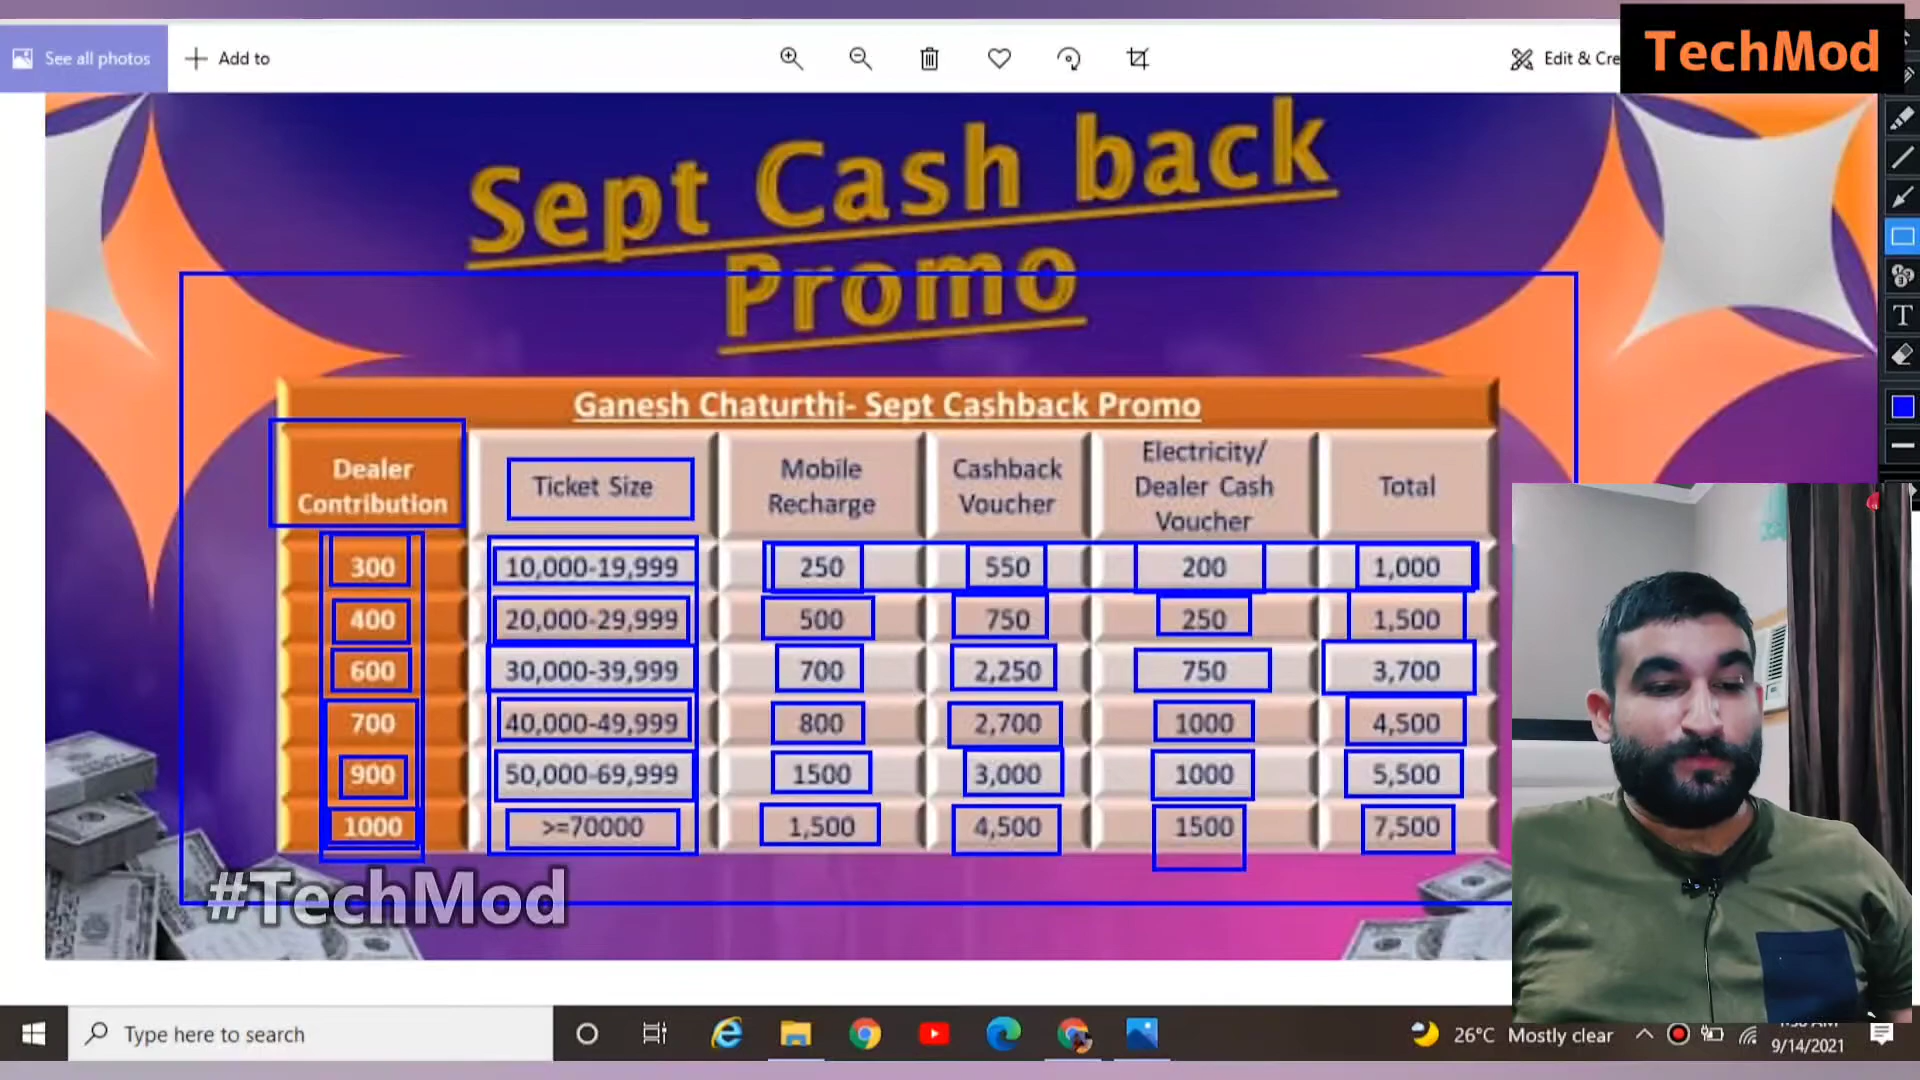 See all photos
Add to
Edit & Cre
TechMod
Sept Cash back
Promo
Ganesh Chaturthi- Sept Cashback Promo
Dealer Contribution | Ticket Size | Mobile Recharge | Cashback Voucher | Electricity/ Dealer Cash Voucher | Total
300 10,000-19,999 250 550 200 1,000
400 20,000-29,999 500 750 250 1,500
600 30,000-39,999 700 2,250 750 3,700
700 40,000-49,999 800 2,700 1000 4,500
900 50,000-69,999 1500 3,000 1000 5,500
1000 >=70000 1,500 4,500 1500 7,500
#TechMod
Type here to search
26°C Mostly clear
9/14/2021